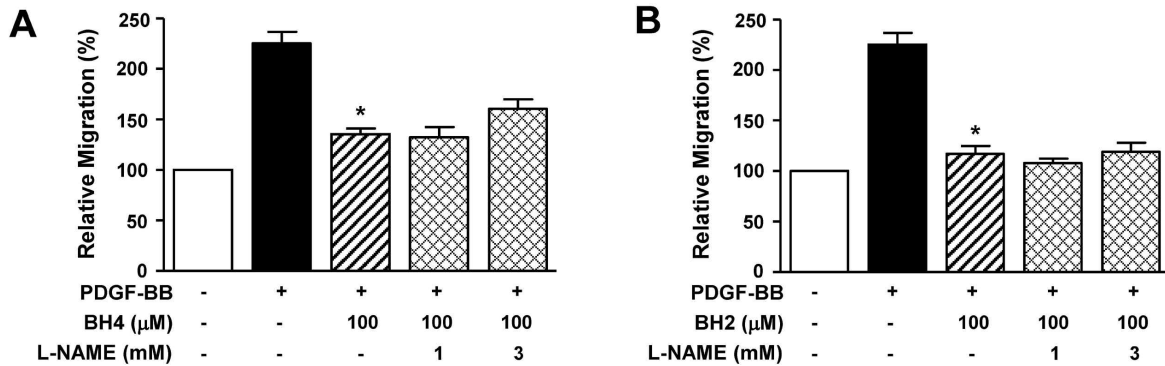 A
Relative Migration (%)
250
200
150
100
50
0
*
PDGF-BB - + + + +
BH4 (μM) - - 100 100 100
L-NAME (mM) - - - 1 3
B
Relative Migration (%)
250
200
150
100
50
0
*
PDGF-BB - + + + +
BH2 (μM) - - 100 100 100
L-NAME (mM) - - - 1 3